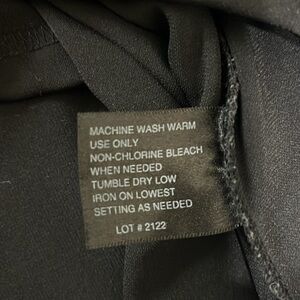 MACHINE WASH WARM
USE ONLY
NON-CHLORINE BLEACH
WHEN NEEDED
TUMBLE DRY LOW
IRON ON LOWEST
SETTING AS NEEDED
LOT # 2122